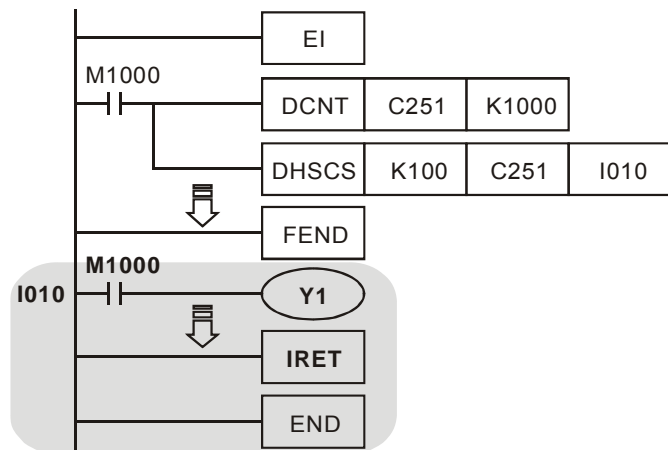 EI
M1000
DCNT C251 K1000
DHSCS K100 C251 I010
FEND
M1000
I010 Y1
IRET
END